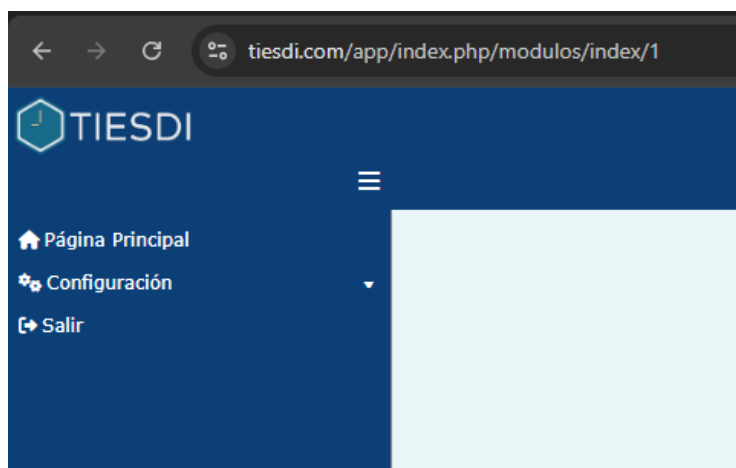 tiesdi.com/app/index.php/modulos/index/1
TIESDI
Página Principal
Configuración
Salir